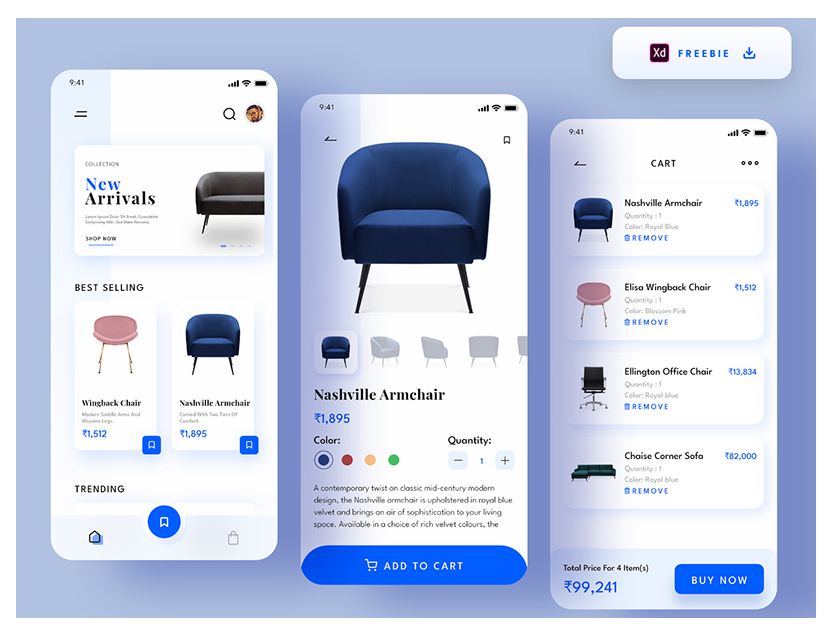 Xd FREEBIE
9:41
COLLECTION
New
Arrivals
Lorem Ipsum Dolor Sit Amet, Consetetur
Sadipscing Elitr, Sed Diam Nonumy
SHOP NOW
BEST SELLING
Wingback Chair
Modern Saddle Arms And
Wooden Legs.
₹1,512
Nashville Armchair
Curved With Two Tiers Of
Comfort.
₹1,895
TRENDING
9:41
Nashville Armchair
₹1,895
Color:
Quantity:
1
A contemporary twist on classic mid-century modern
design, the Nashville armchair is upholstered in royal blue
velvet and brings an air of sophistication to your living
space. Available in a choice of rich velvet colours, the
ADD TO CART
9:41
CART
Nashville Armchair ₹1,895
Quantity : 1
Color: Royal Blue
REMOVE
Elisa Wingback Chair ₹1,512
Quantity : 1
Color: Blossom Pink
REMOVE
Ellington Office Chair ₹13,834
Quantity : 1
Color: Royal blue
REMOVE
Chaise Corner Sofa ₹82,000
Quantity : 1
Color: Royal blue
REMOVE
Total Price For 4 Item(s)
₹99,241
BUY NOW